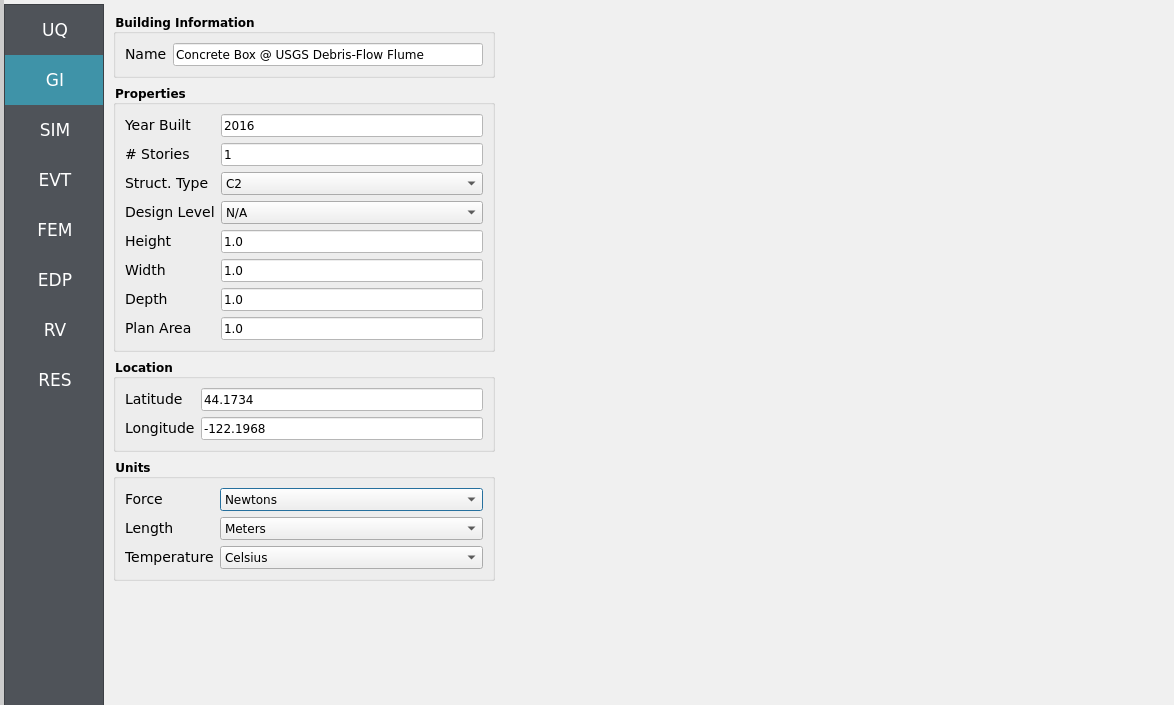 UQ
GI
SIM
EVT
FEM
EDP
RV
RES
Building Information
Name Concrete Box @ USGS Debris-Flow Flume
Properties
Year Built 2016
# Stories 1
Struct. Type C2
Design Level N/A
Height 1.0
Width 1.0
Depth 1.0
Plan Area 1.0
Location
Latitude 44.1734
Longitude -122.1968
Units
Force Newtons
Length Meters
Temperature Celsius